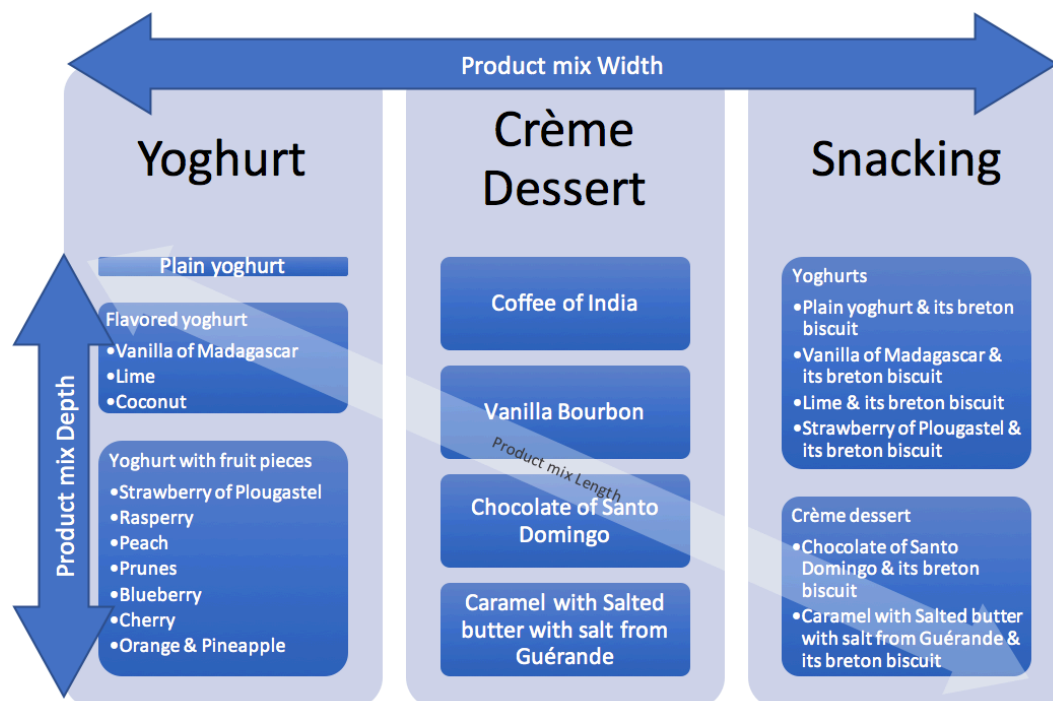 Product mix Width
Yoghurt
Crème
Dessert
Snacking
Product mix Depth
Plain yoghurt
Flavored yoghurt
•Vanilla of Madagascar
•Lime
•Coconut
Yoghurt with fruit pieces
•Strawberry of Plougastel
•Rasperry
•Peach
•Prunes
•Blueberry
•Cherry
•Orange & Pineapple
Coffee of India
Vanilla Bourbon
Product mix Length
Chocolate of Santo
Domingo
Caramel with Salted
butter with salt from
Guérande
Yoghurts
•Plain yoghurt & its breton
biscuit
•Vanilla of Madagascar &
its breton biscuit
•Lime & its breton biscuit
•Strawberry of Plougastel &
its breton biscuit
Crème dessert
•Chocolate of Santo
Domingo & its breton
biscuit
•Caramel with Salted butter
with salt from Guérande &
its breton biscuit